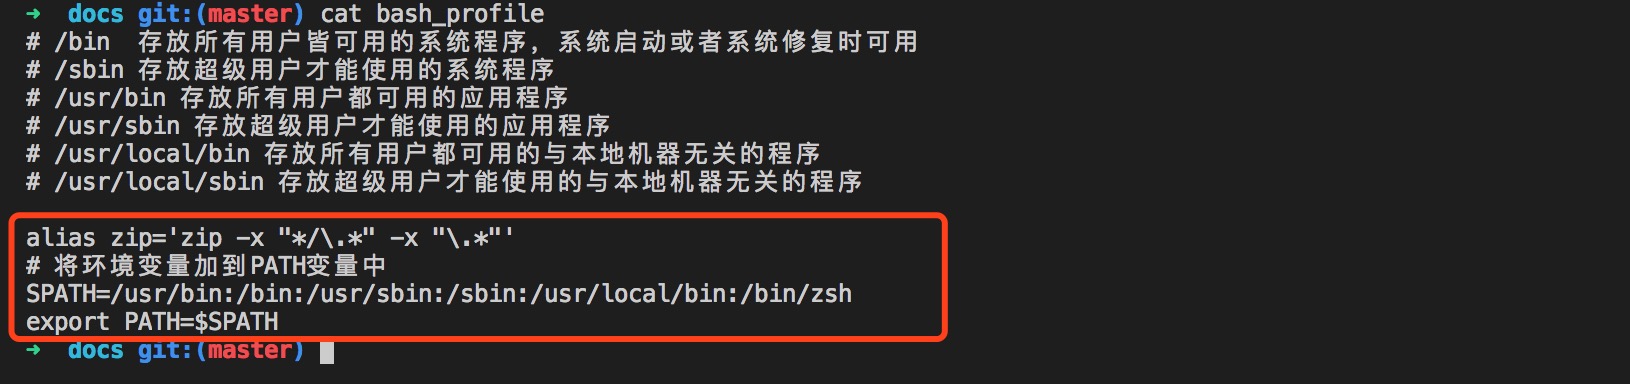 ➜  docs git:(master) cat bash_profile
# /bin  存放所有用户皆可用的系统程序，系统启动或者系统修复时可用
# /sbin 存放超级用户才能使用的系统程序
# /usr/bin 存放所有用户都可用的应用程序
# /usr/sbin 存放超级用户才能使用的应用程序
# /usr/local/bin 存放所有用户都可用的与本地机器无关的程序
# /usr/local/sbin 存放超级用户才能使用的与本地机器无关的程序
alias zip='zip -x "*/\.*" -x "\.*"'
# 将环境变量加到PATH变量中
SPATH=/usr/bin:/bin:/usr/sbin:/sbin:/usr/local/bin:/bin/zsh
export PATH=$SPATH
➜  docs git:(master)